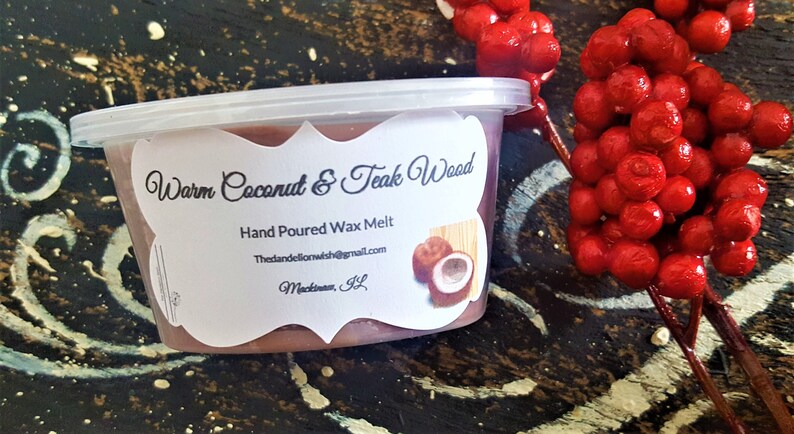 Warm Coconut & Teak Wood
Hand Poured Wax Melt
Thedandelionwish@gmail.com
Mackinaw, IL